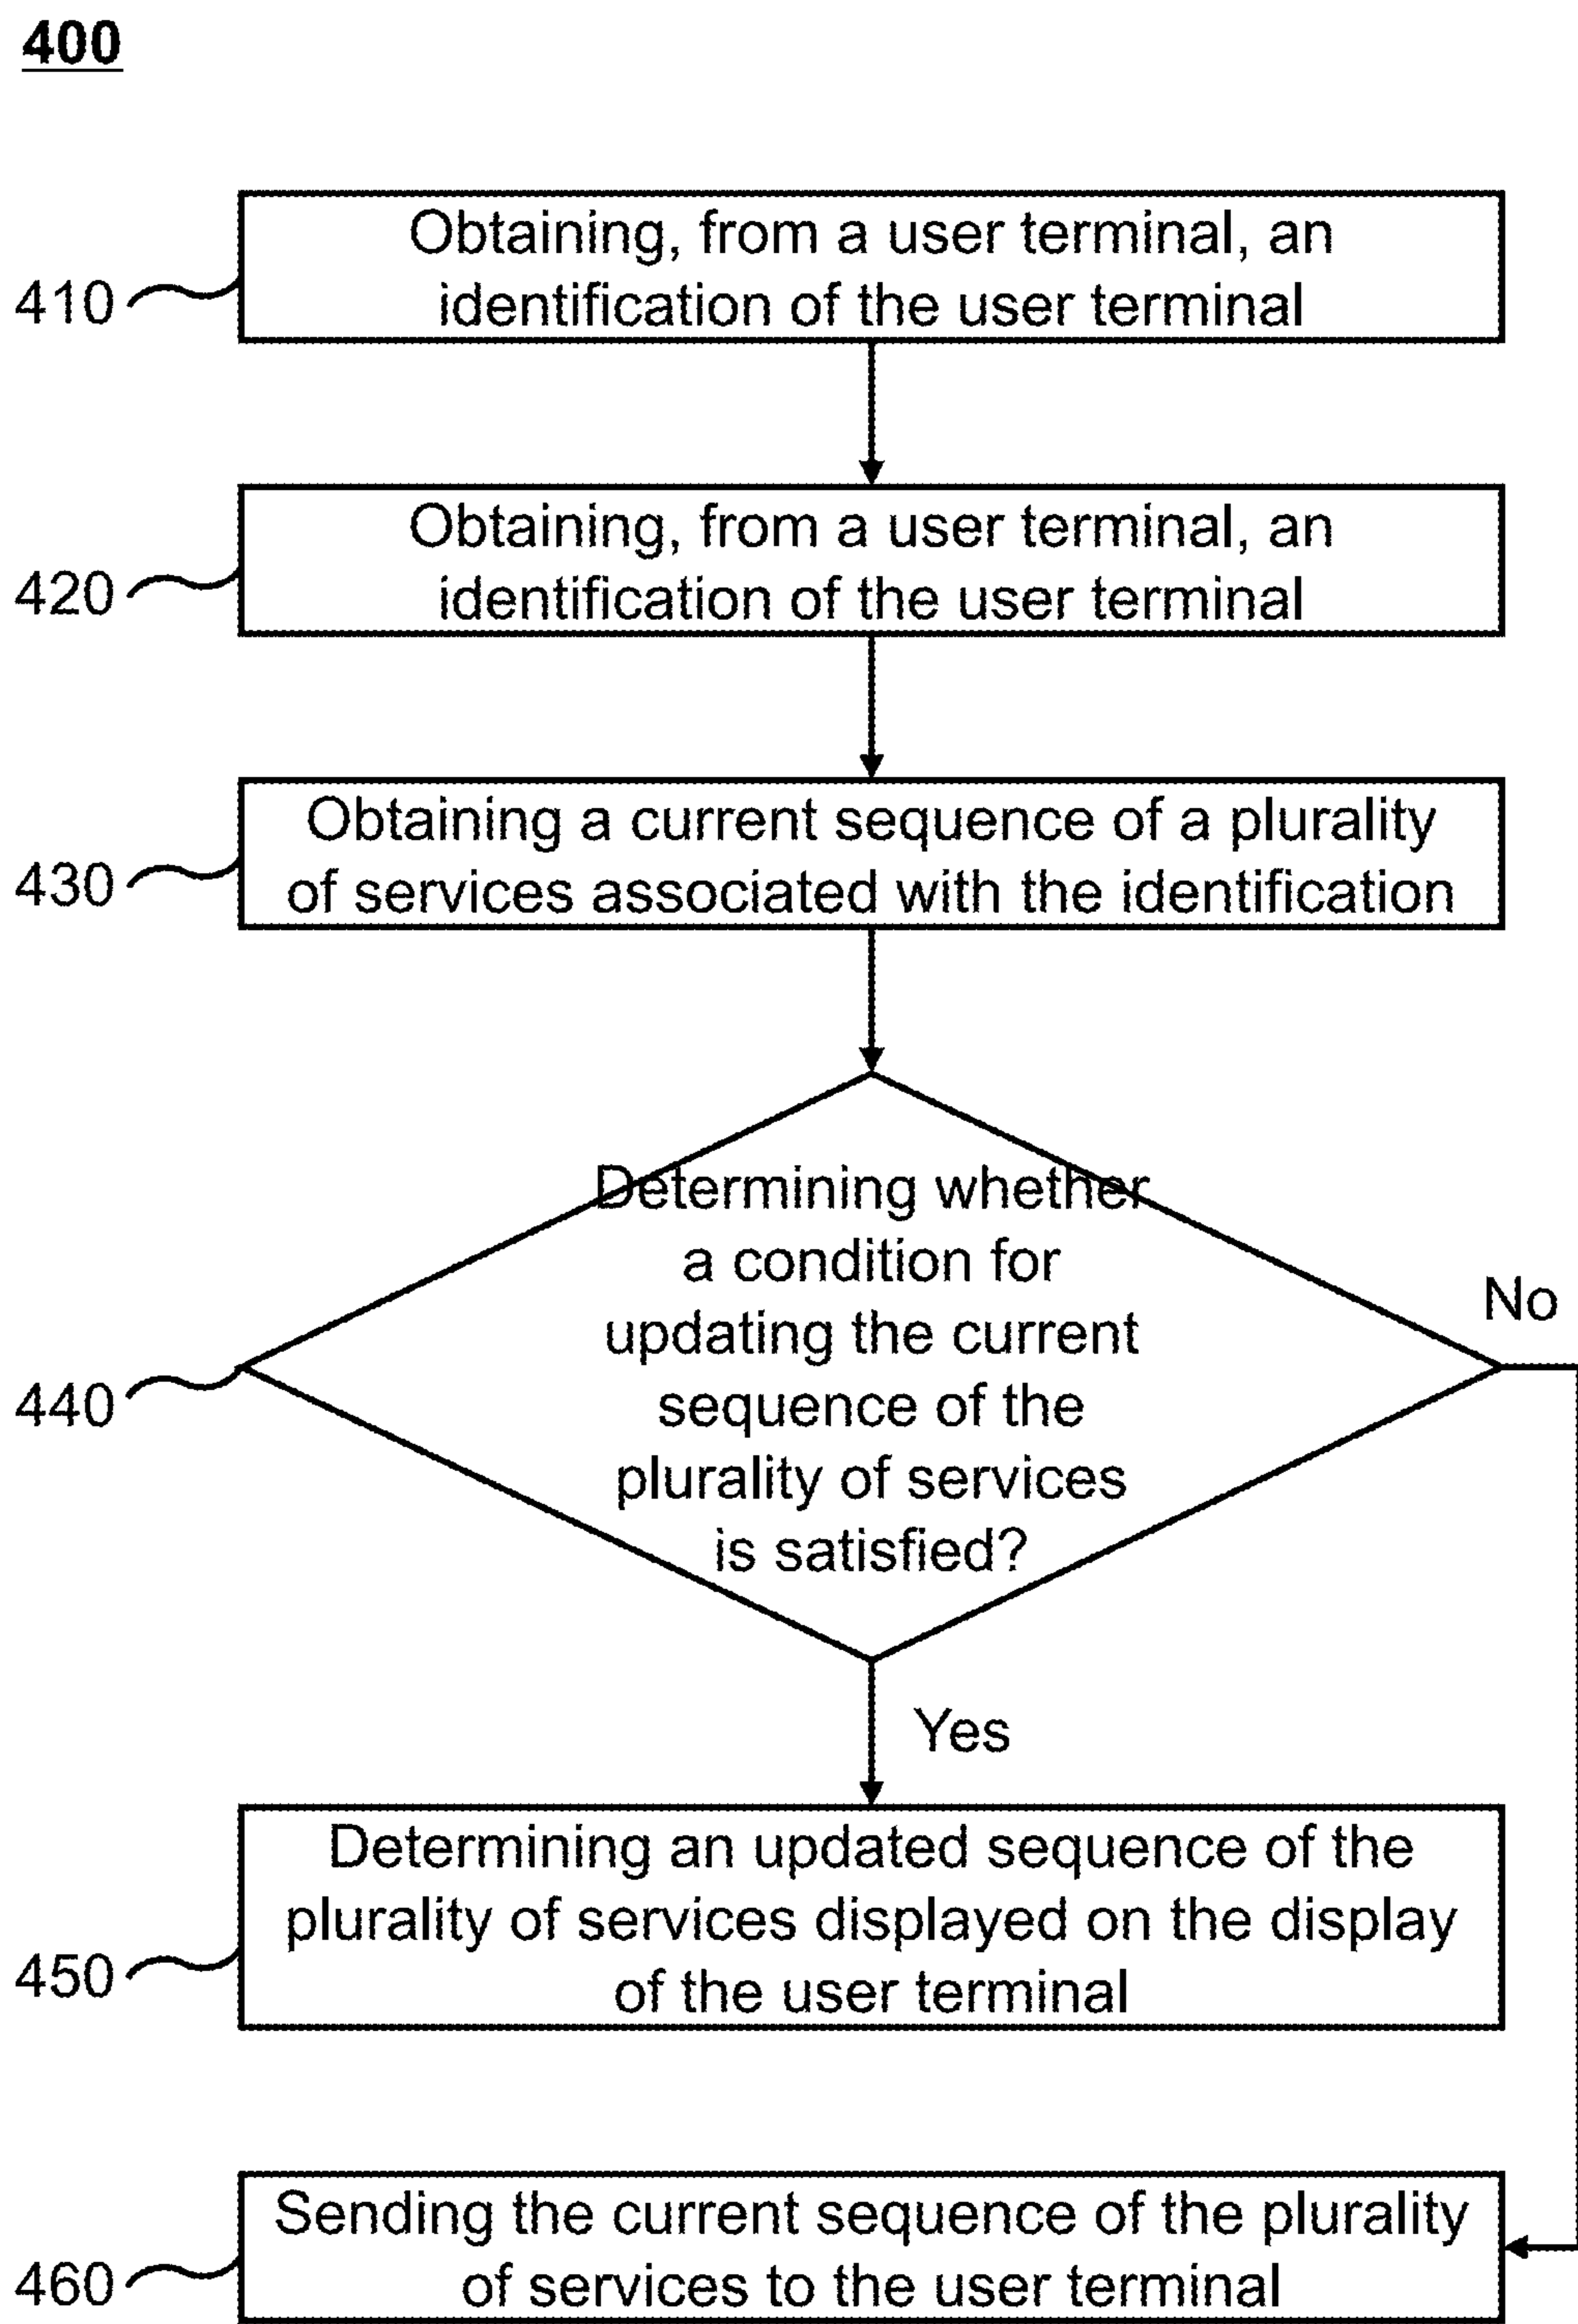 400
Obtaining, from a user terminal, an
identification of the user terminal
410
Obtaining, from a user terminal, an
identification of the user terminal
420
Obtaining a current sequence of a plurality
of services associated with the identification
430
Determining whether
a condition for
updating the current
sequence of the
plurality of services
is satisfied?
440
No
Yes
Determining an updated sequence of the
plurality of services displayed on the display
of the user terminal
450
Sending the current sequence of the plurality
of services to the user terminal
460